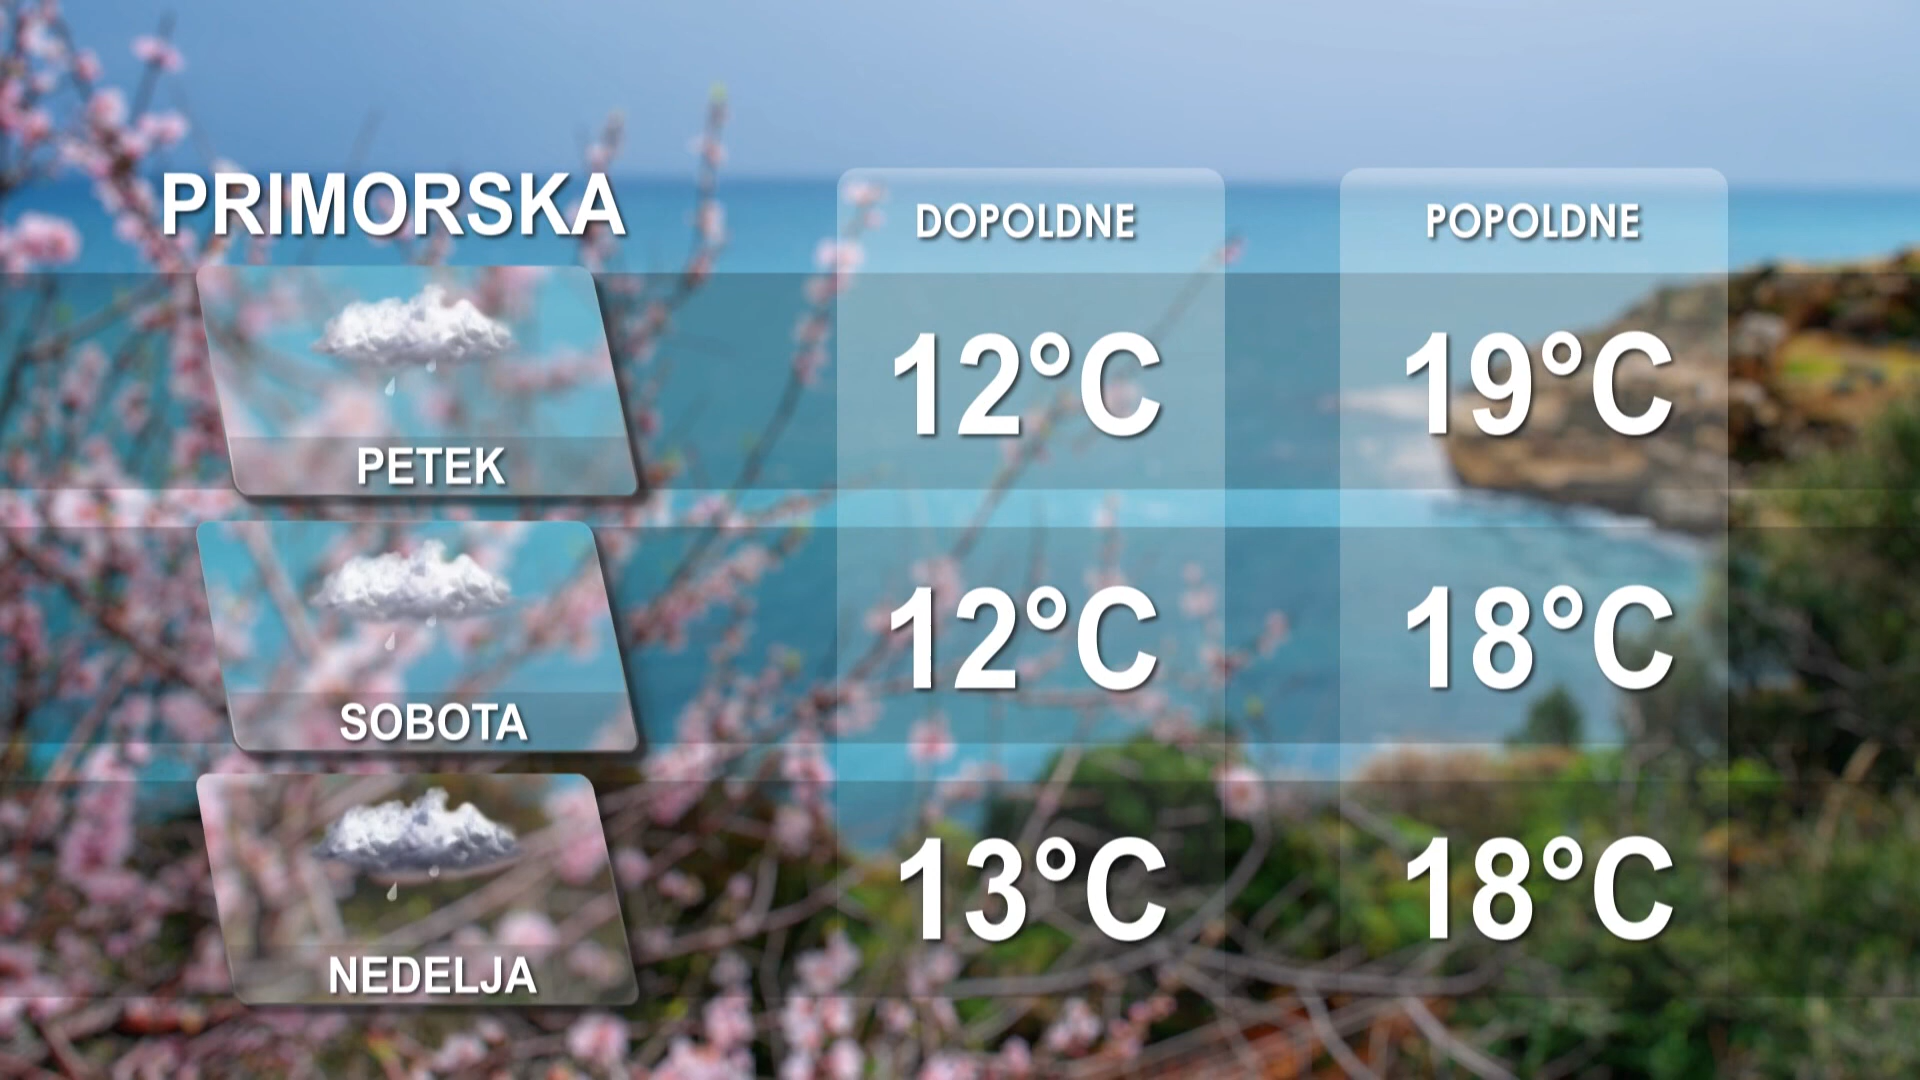 PRIMORSKA
DOPOLDNE
POPOLDNE
PETEK
12°C
19°C
SOBOTA
12°C
18°C
NEDELJA
13°C
18°C